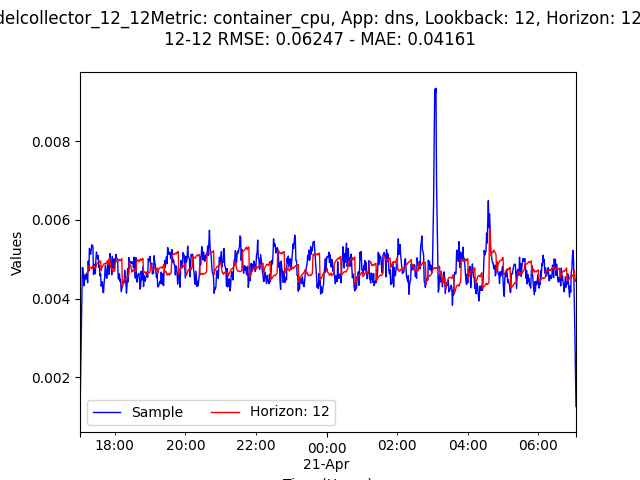 delcollector_12_12Metric: container_cpu, App: dns, Lookback: 12, Horizon: 12
12-12 RMSE: 0.06247 - MAE: 0.04161
0.008
0.006
0.004
0.002
Values
Sample
Horizon: 12
18:00
20:00
22:00
00:00
21-Apr
02:00
04:00
06:00